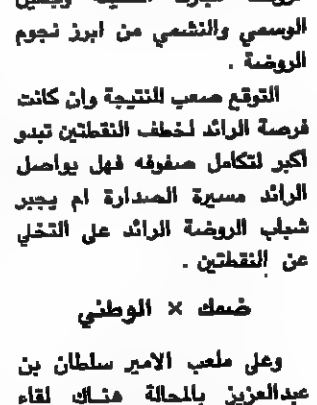 الوسمي والنشمي من ابرز نجوم
الروضة .
التوقع صعب للنتيجة وان كانت
فرصة الرائد لخطف النقطتين تبدو
أكبر لتكامل صفوفه فهل يواصل
الرائد مسيرة الصدارة ام يجبر
شباب الروضة الرائد على التخلي
عن النقطتين .
ضمك × الوطني
وعلى ملعب الامير سلطان بن
عبدالعزيز بالمحالة هناك لقاء